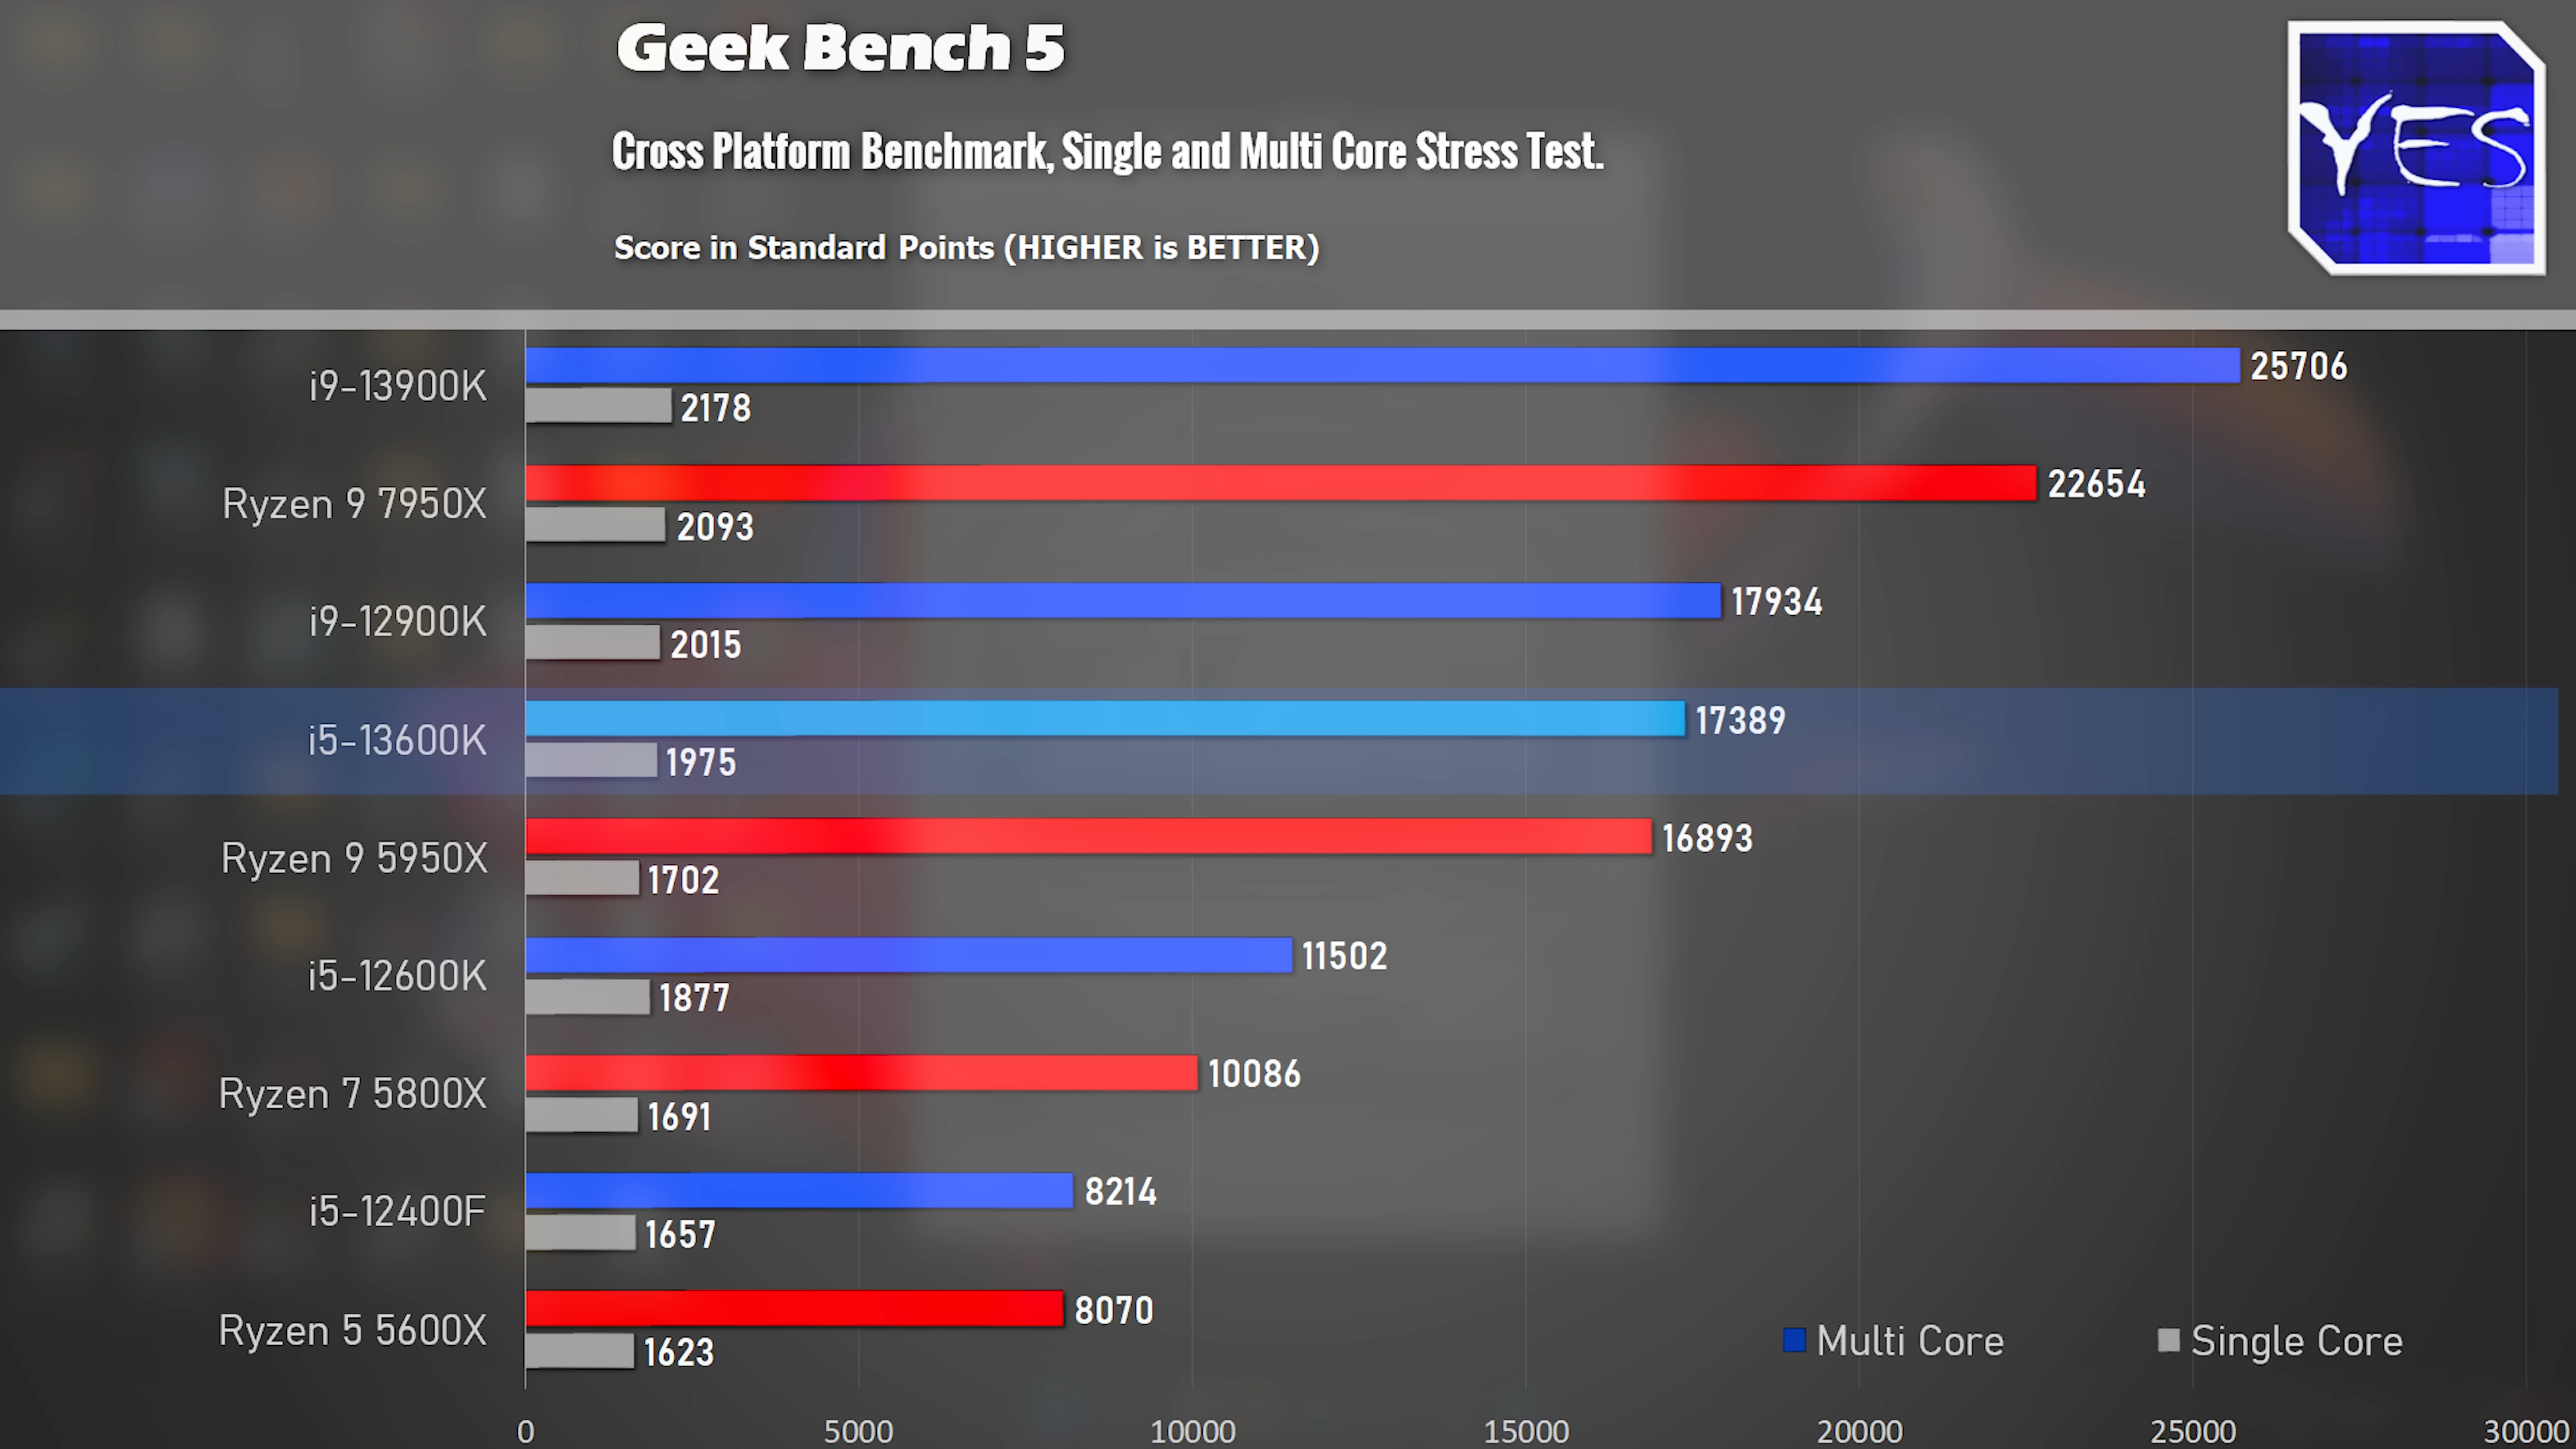 Geek Bench 5
Cross Platform Benchmark, Single and Multi Core Stress Test.
Score in Standard Points (HIGHER is BETTER)
YES
i9-13900K
25706
2178
Ryzen 9 7950X
22654
2093
i9-12900K
17934
2015
i5-13600K
17389
1975
Ryzen 9 5950X
16893
1702
i5-12600K
11502
1877
Ryzen 7 5800X
10086
1691
i5-12400F
8214
1657
Ryzen 5 5600X
8070
1623
Multi Core Single Core
0 5000 10000 15000 20000 25000 30000